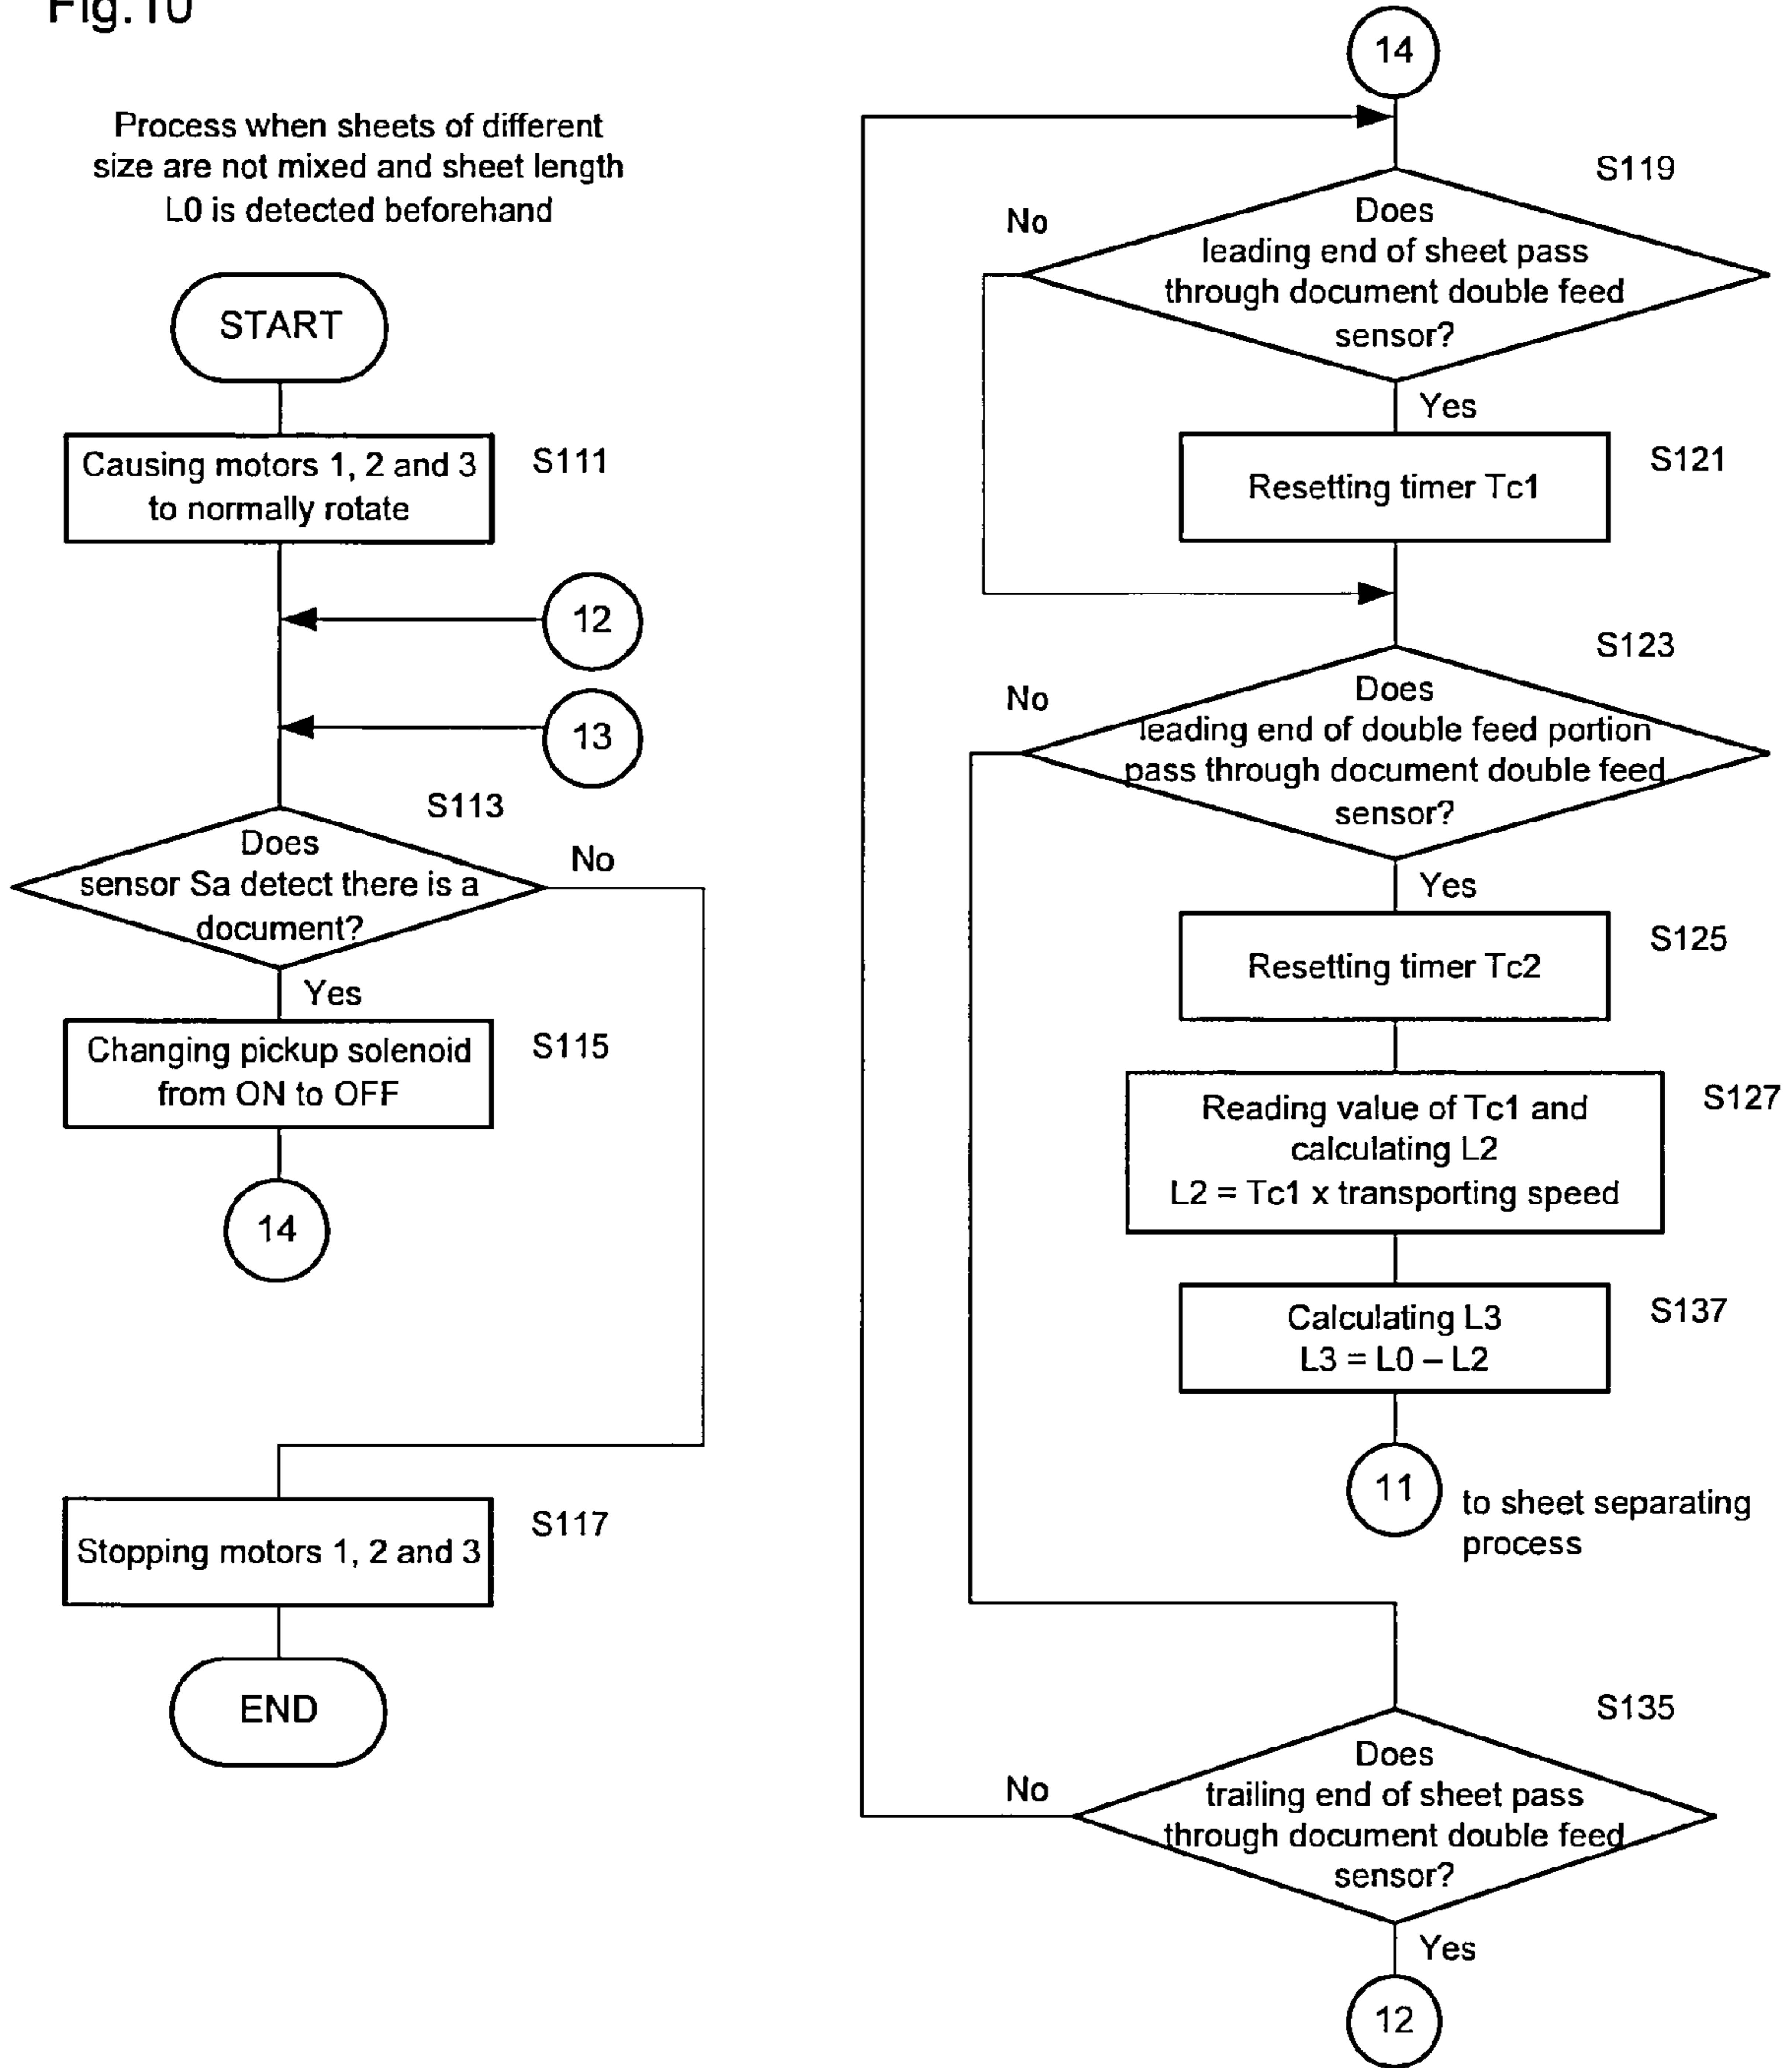 Fig.10
Process when sheets of different
size are not mixed and sheet length
L0 is detected beforehand
START
Causing motors 1, 2 and 3
to normally rotate
S111
12
13
S113
Does
sensor Sa detect there is a
document?
No
Yes
Changing pickup solenoid
from ON to OFF
S115
14
Stopping motors 1, 2 and 3
S117
END
14
S119
Does
leading end of sheet pass
through document double feed
sensor?
No
Yes
Resetting timer Tc1
S121
S123
Does
leading end of double feed portion
pass through document double feed
sensor?
No
Yes
Resetting timer Tc2
S125
Reading value of Tc1 and
calculating L2
L2 = Tc1 x transporting speed
S127
Calculating L3
L3 = L0 – L2
S137
11
to sheet separating
process
S135
Does
trailing end of sheet pass
through document double feed
sensor?
No
Yes
12